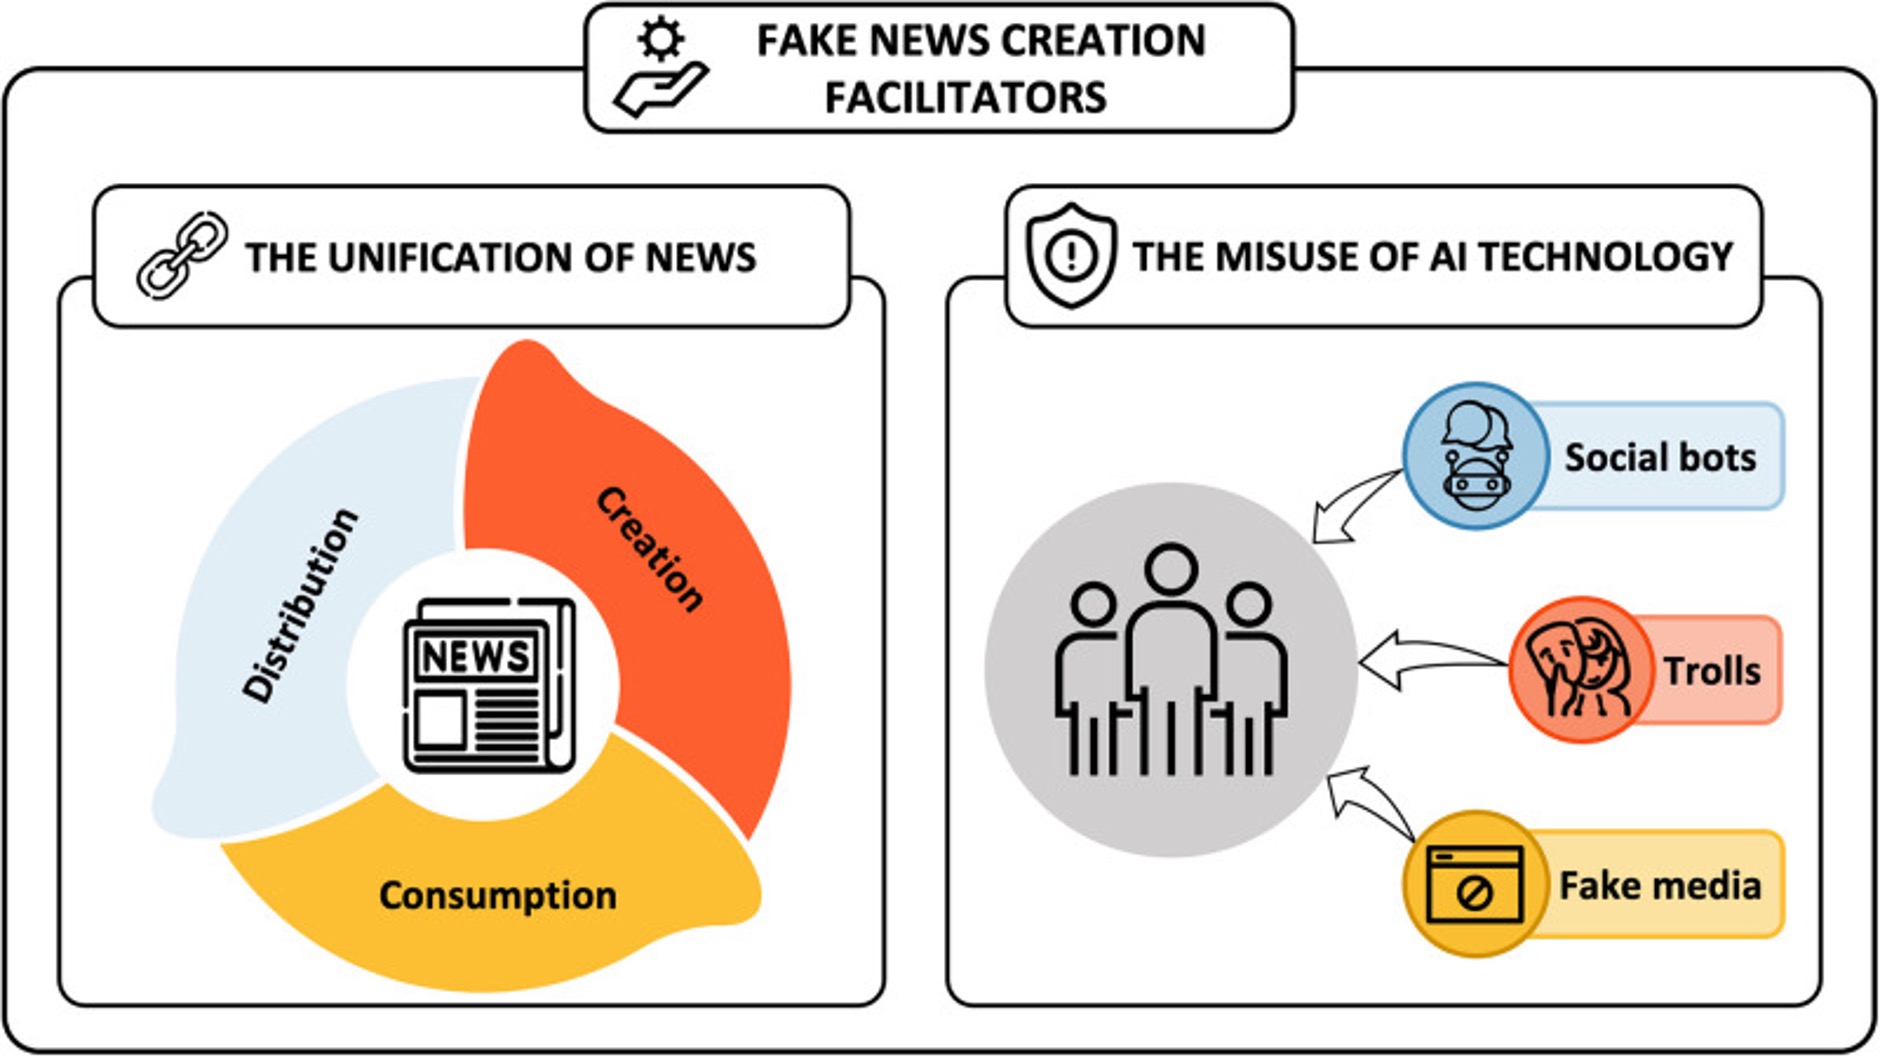 FAKE NEWS CREATION
FACILITATORS
THE UNIFICATION OF NEWS
Distribution
Creation
NEWS
Consumption
THE MISUSE OF AI TECHNOLOGY
Social bots
Trolls
Fake media